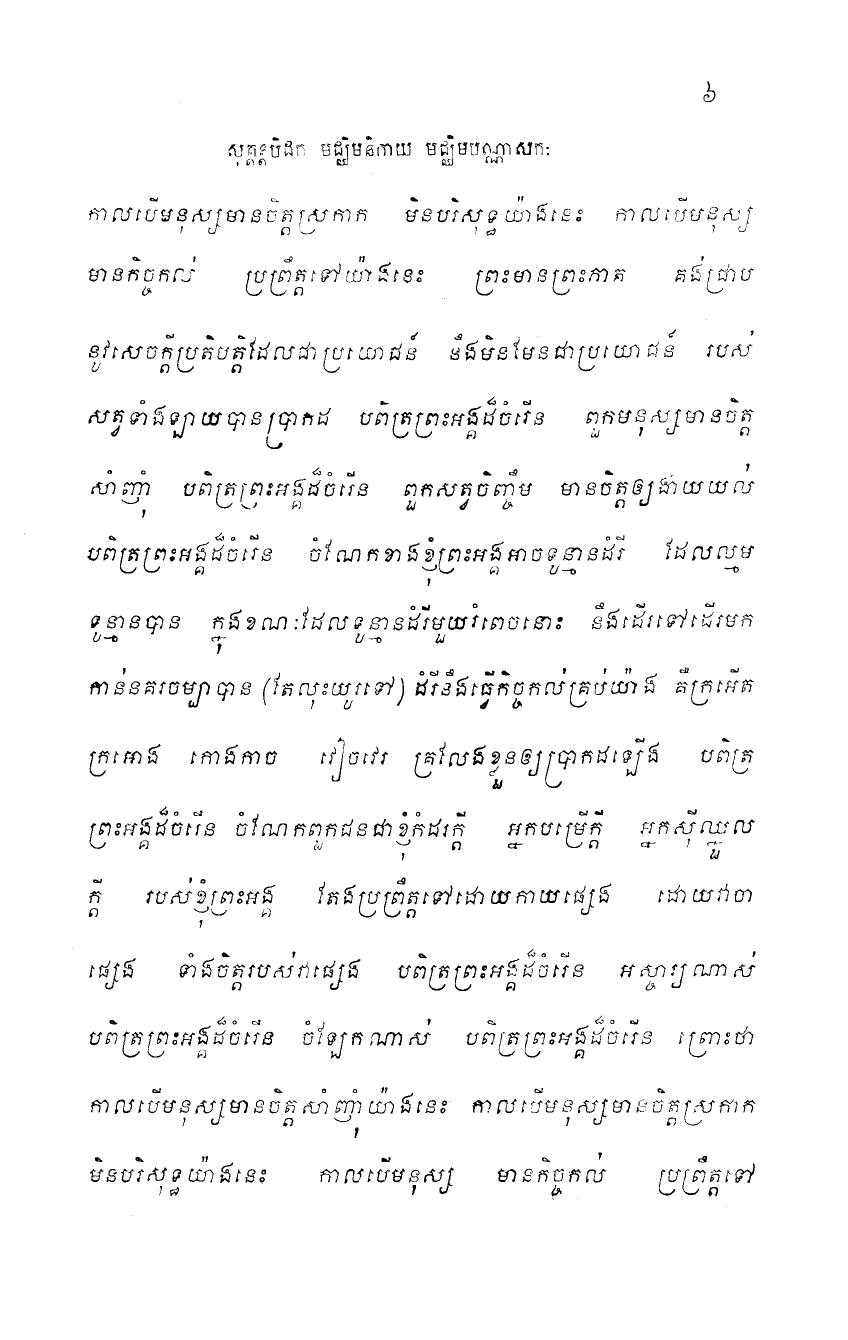 ៦
សុត្តន្តបិដក មជ្ឈិមនិកាយ មជ្ឈិមបណ្ណាសកៈ
កាលបើមនុស្សមានចិត្តស្រកាក មិនបរិសុទ្ធយ៉ាងនេះ កាលបើមនុស្ស
មានកិច្ចកល់ ប្រព្រឹត្តទៅយ៉ាងនេះ ព្រះមានព្រះភាគ គង់ជ្រាប
នូវសេចក្តីប្រតិបត្តិដែលជាប្រយោជន៍ នឹងមិនមែនជាប្រយោជន៍ របស់
សត្វទាំងឡាយបានប្រាកដ បពិត្រព្រះអង្គដ៏ចំរើន ពួកមនុស្សមានចិត្ត
សាំញុំា បពិត្រព្រះអង្គដ៏ចំរើន ពួកសត្វចិញ្ចឹម មានចិត្តឲ្យងាយយល់
បពិត្រព្រះអង្គដ៏ចំរើន ចំណែកខាងខ្ញុំព្រះអង្គអាចទូន្មានដំរី ដែលល្មម
ទូន្មានបាន ក្នុងខណៈដែលទូន្មានដំរីមួយរំពេចនោះ នឹងដើរទៅដើរមក
កាន់នគរចម្បាបាន (តែលុះយូរទៅ) ដំរីនឹងធ្វើកិច្ចកល់គ្រប់យ៉ាង គឺក្រអើត
ក្រអោង កោងកាច វៀចវេរ គ្រលែងខ្លួនឲ្យប្រាកដឡើង បពិត្រ
ព្រះអង្គដ៏ចំរើន ចំណែកពួកជនជាខ្ញុំកំដរក្តី អ្នកបម្រើក្តី អ្នកស៊ីឈ្នួល
ក្តី របស់ខ្ញុំព្រះអង្គ តែងប្រព្រឹត្តទៅដោយកាយផ្សេង ដោយវាចា
ផ្សេង ទាំងចិត្តរបស់វាផ្សេង បពិត្រព្រះអង្គដ៏ចំរើន អស្ចារ្យណាស់
បពិត្រព្រះអង្គដ៏ចំរើន ចំឡែកណាស់ បពិត្រព្រះអង្គដ៏ចំរើន ព្រោះថា
កាលបើមនុស្សមានចិត្តសាំញុំាយ៉ាងនេះ កាលបើមនុស្សមានចិត្តស្រកាក
មិនបរិសុទ្ធយ៉ាងនេះ កាលបើមនុស្ស មានកិច្ចកល់ ប្រព្រឹត្តទៅ